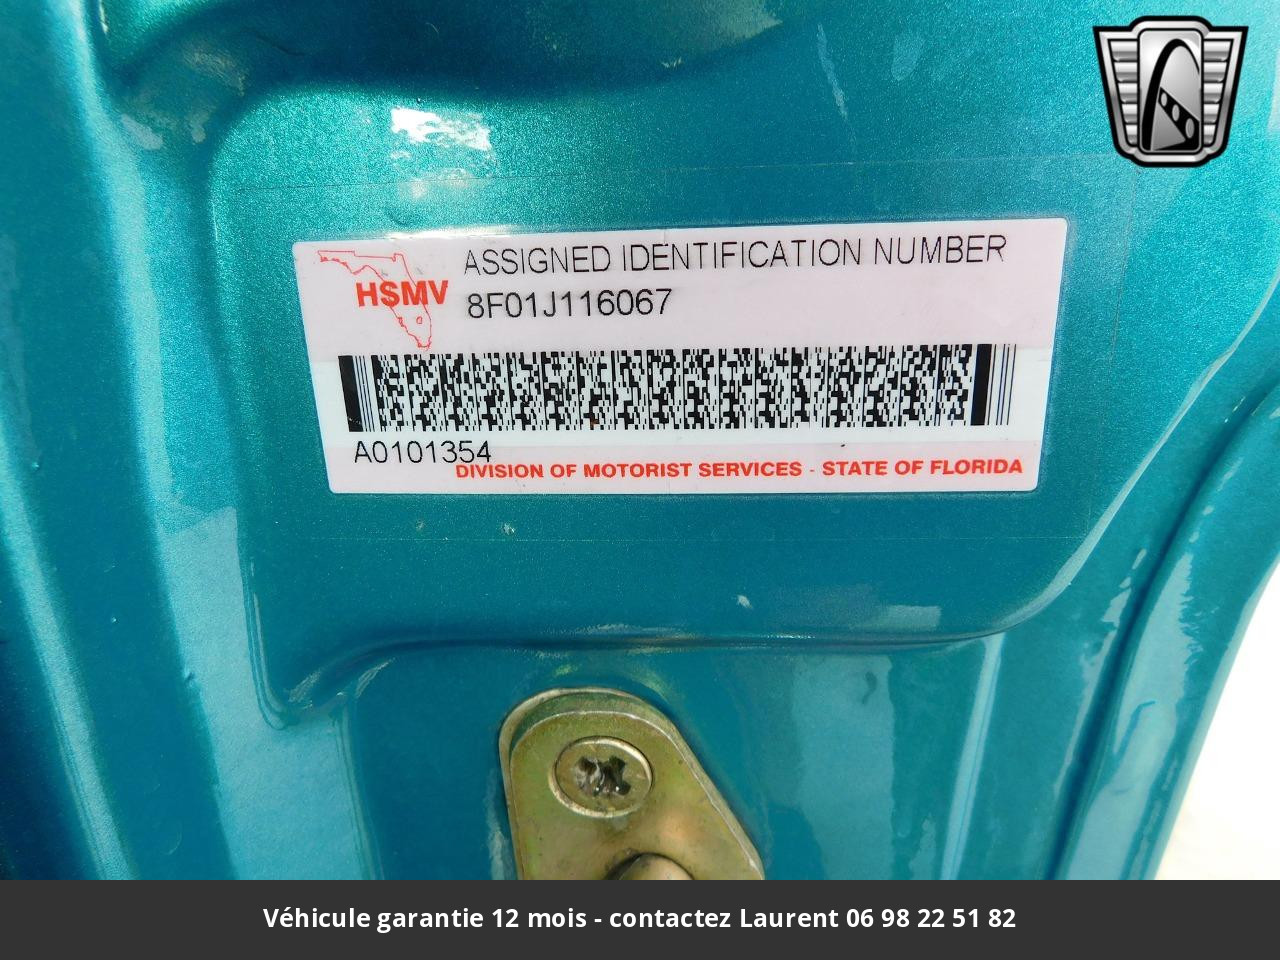 ASSIGNED IDENTIFICATION NUMBER
HSMV
8F01J116067
A0101354
DIVISION OF MOTORIST SERVICES - STATE OF FLORIDA
Véhicule garantie 12 mois - contactez Laurent 06 98 22 51 82